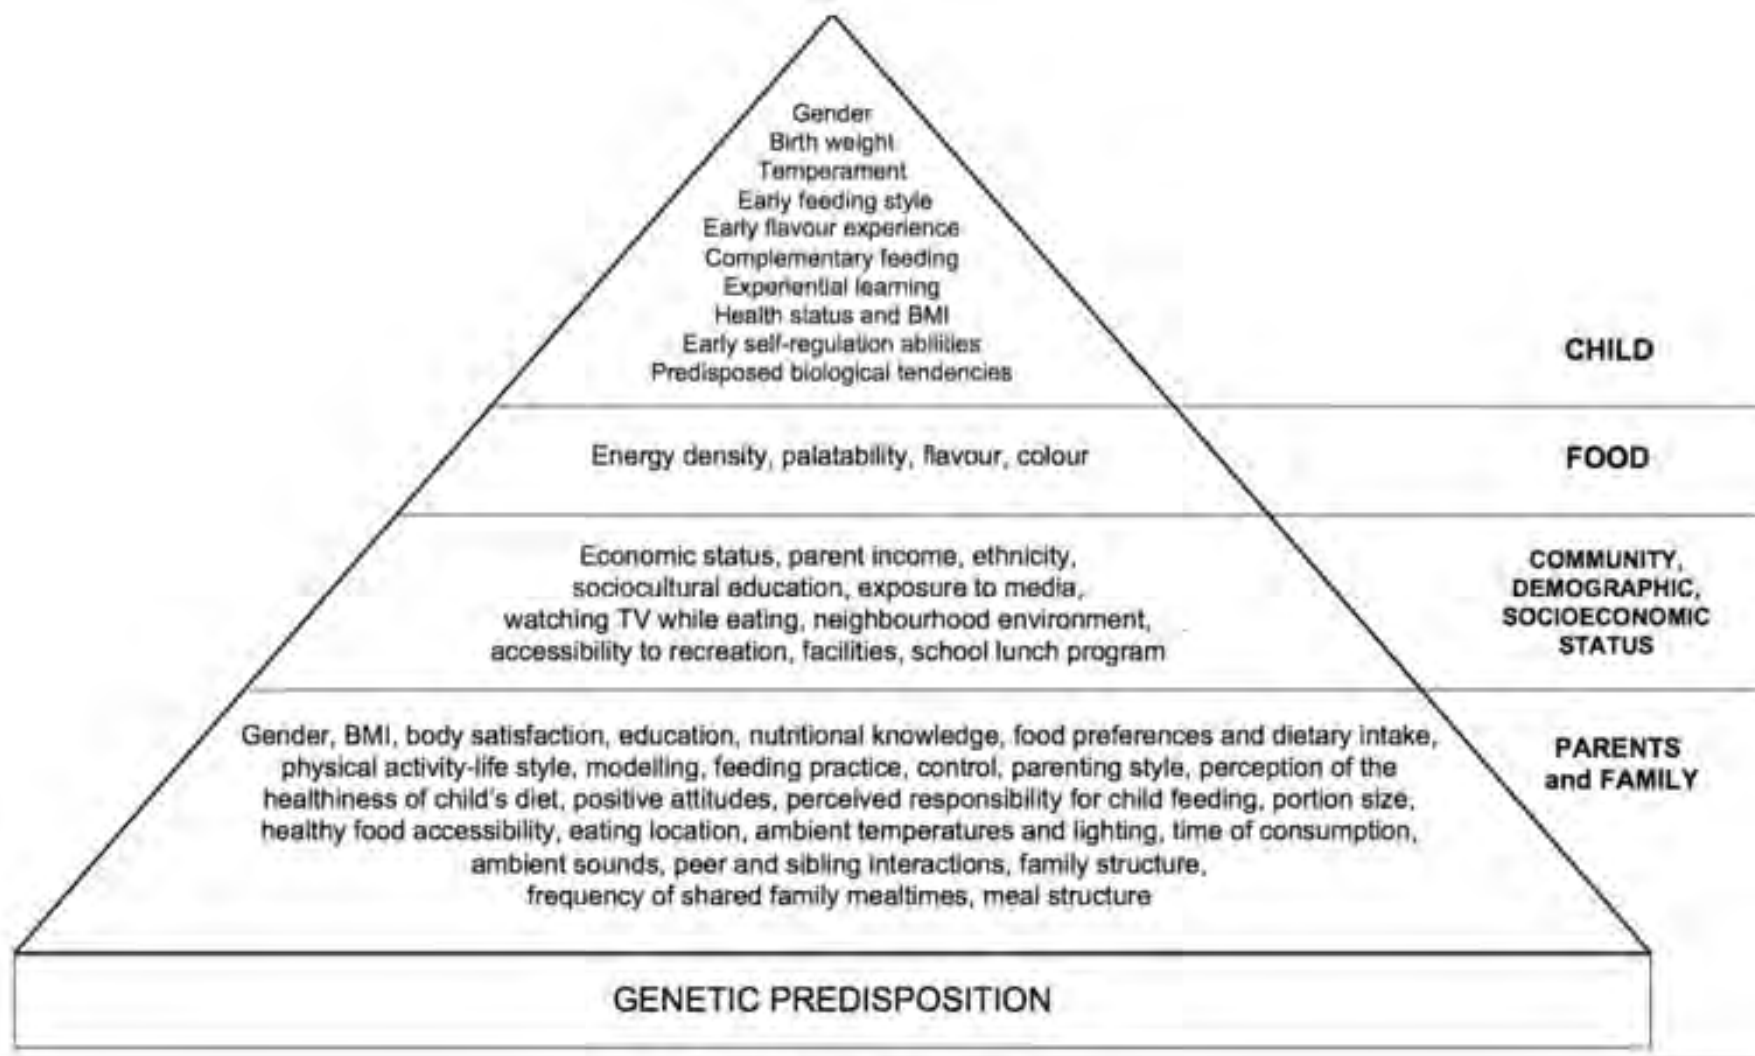 Gender
Birth weight
Temperament
Early feeding style
Early flavour experience
Complementary feeding
Experiential learning
Health status and BMI
Early self-regulation abilities
Predisposed biological tendencies
CHILD
Energy density, palatability, flavour, colour
FOOD
Economic status, parent income, ethnicity,
sociocultural education, exposure to media,
watching TV while eating, neighbourhood environment,
accessibility to recreation, facilities, school lunch program
COMMUNITY,
DEMOGRAPHIC,
SOCIOECONOMIC
STATUS
Gender, BMI, body satisfaction, education, nutritional knowledge, food preferences and dietary intake,
physical activity-life style, modelling, feeding practice, control, parenting style, perception of the
healthiness of child's diet, positive attitudes, perceived responsibility for child feeding, portion size,
healthy food accessibility, eating location, ambient temperatures and lighting, time of consumption,
ambient sounds, peer and sibling interactions, family structure,
frequency of shared family mealtimes, meal structure
PARENTS
and FAMILY
GENETIC PREDISPOSITION